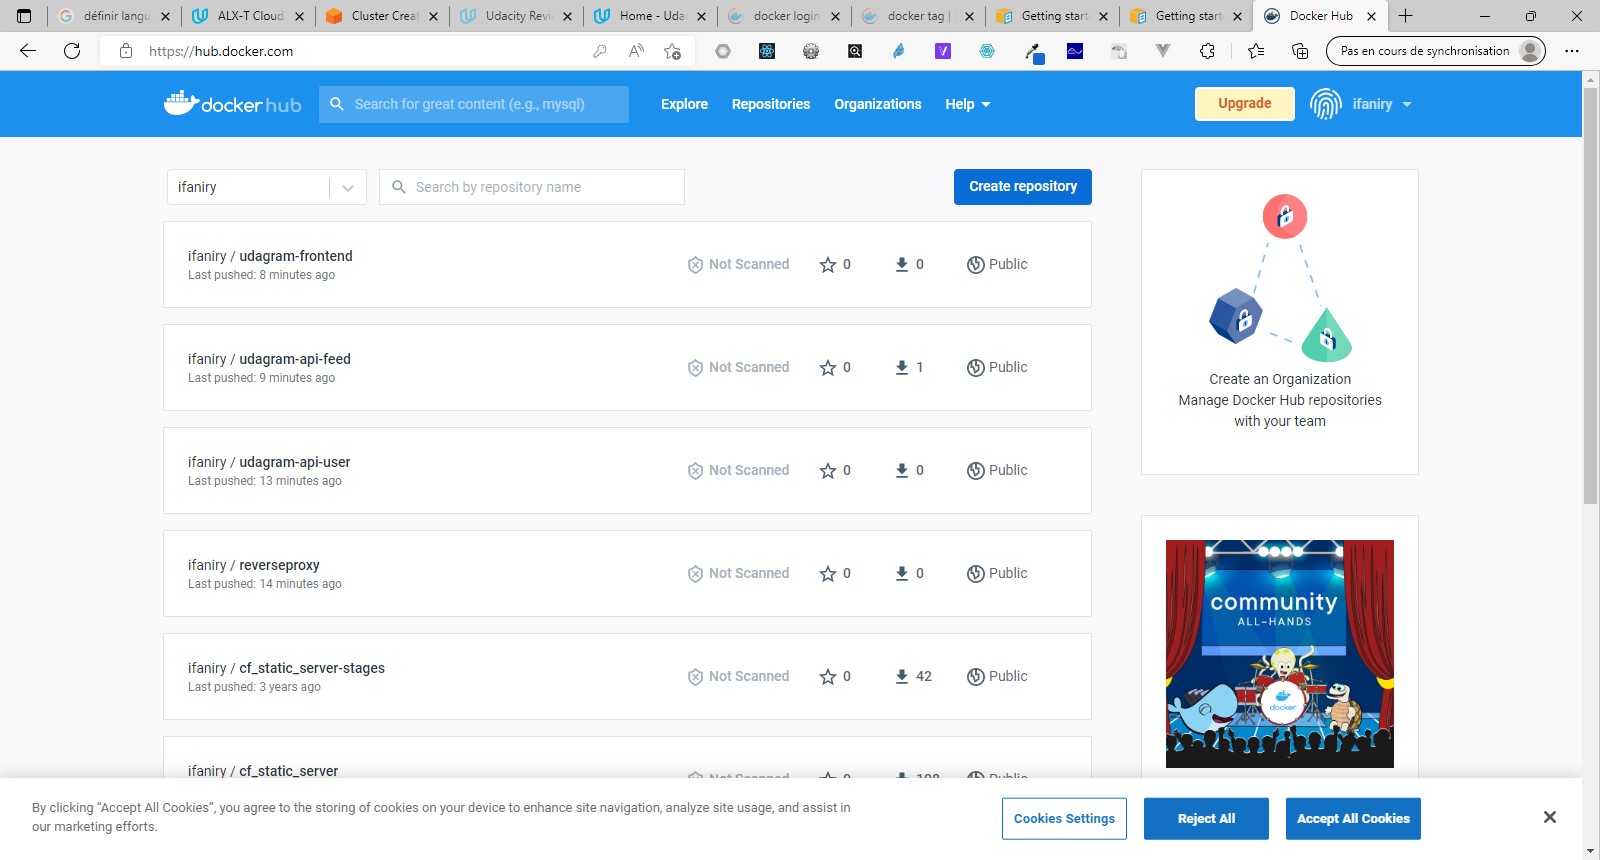 définir langu
ALX-T Cloud
Cluster Creat
Udacity Revi
Home - Uda
docker login
docker tag |
Getting start
Getting start
Docker Hub
https://hub.docker.com
Pas en cours de synchronisation
docker hub
Search for great content (e.g., mysql)
Explore
Repositories
Organizations
Help
Upgrade
ifaniry
ifaniry
Search by repository name
Create repository
ifaniry / udagram-frontend
Last pushed: 8 minutes ago
Not Scanned
0
0
Public
ifaniry / udagram-api-feed
Last pushed: 9 minutes ago
Not Scanned
0
1
Public
ifaniry / udagram-api-user
Last pushed: 13 minutes ago
Not Scanned
0
0
Public
ifaniry / reverseproxy
Last pushed: 14 minutes ago
Not Scanned
0
0
Public
ifaniry / cf_static_server-stages
Last pushed: 3 years ago
Not Scanned
0
42
Public
ifaniry / cf_static_server
Not Scanned
0
Public
Create an Organization
Manage Docker Hub repositories
with your team
community
ALL-HANDS
docker
By clicking “Accept All Cookies”, you agree to the storing of cookies on your device to enhance site navigation, analyze site usage, and assist in
our marketing efforts.
Cookies Settings
Reject All
Accept All Cookies